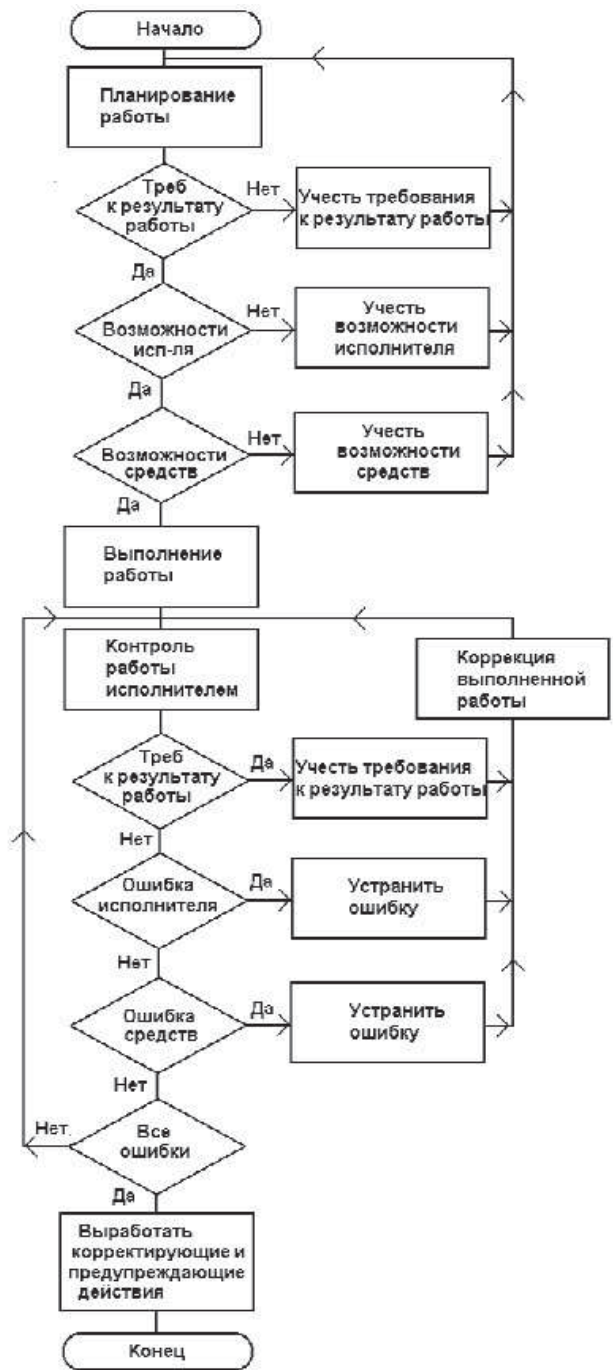 Начало
Планирование
работы
Треб
к результату
работы
Нет
Учесть требования
к результату работы
Да
Возможности
исп-ля
Нет
Учесть
возможности
исполнителя
Да
Возможности
средств
Нет
Учесть
возможности
средств
Да
Выполнение
работы
Контроль
работы
исполнителем
Коррекция
выполненной
работы
Треб
к результату
работы
Да
Учесть требования
к результату работы
Нет
Ошибка
исполнителя
Да
Устранить
ошибку
Нет
Ошибка
средств
Да
Устранить
ошибку
Нет
Все
ошибки
Нет
Да
Выработать
корректирующие и
предупреждающие
действия
Конец